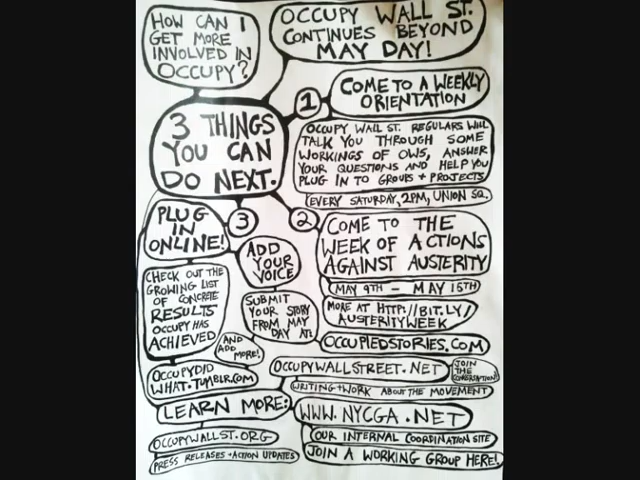 HOW CAN I
GET MORE
INVOLVED IN
OCCUPY?
OCCUPY WALL ST.
CONTINUES BEYOND
MAY DAY!
3 THINGS
YOU CAN
DO NEXT.
1
COME TO A WEEKLY
ORIENTATION
OCCUPY WALL ST. REGULARS WILL
TALK YOU THROUGH SOME
WORKINGS OF OWS, ANSWER
YOUR QUESTIONS AND HELP YOU
PLUG IN TO GROUPS + PROJECTS
EVERY SATURDAY, 2PM, UNION SQ.
2
COME TO THE
WEEK OF ACTIONS
AGAINST AUSTERITY
MAY 9TH - MAY 15TH
MORE AT HTTP://BIT.LY/
AUSTERITYWEEK
3
PLUG
IN
ONLINE!
ADD
YOUR
VOICE
SUBMIT
YOUR STORY
FROM MAY
DAY AT:
OCCUPIEDSTORIES.COM
CHECK OUT THE
GROWING LIST
OF CONCRETE
RESULTS
OCCUPY HAS
ACHIEVED
AND
ADD
MORE!
OCCUPYDID
WHAT.TUMBLR.COM
OCCUPYWALLSTREET.NET
JOIN
THE
CONVERSATION!
WRITING + WORK ABOUT THE MOVEMENT
LEARN MORE:
WWW.NYCGA.NET
OUR INTERNAL COORDINATION SITE
JOIN A WORKING GROUP HERE!
OCCUPYWALLST.ORG
PRESS RELEASES + ACTION UPDATES